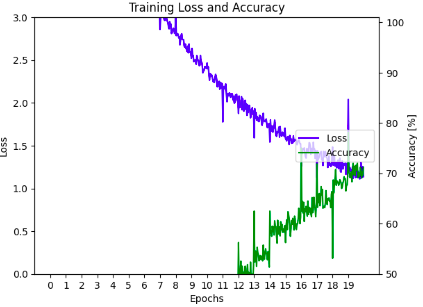 Training Loss and Accuracy
3.0
2.5
2.0
1.5
1.0
0.5
0.0
Loss
100
90
80
70
60
50
Accuracy [%]
Loss
Accuracy
0 1 2 3 4 5 6 7 8 9 10 11 12 13 14 15 16 17 18 19
Epochs